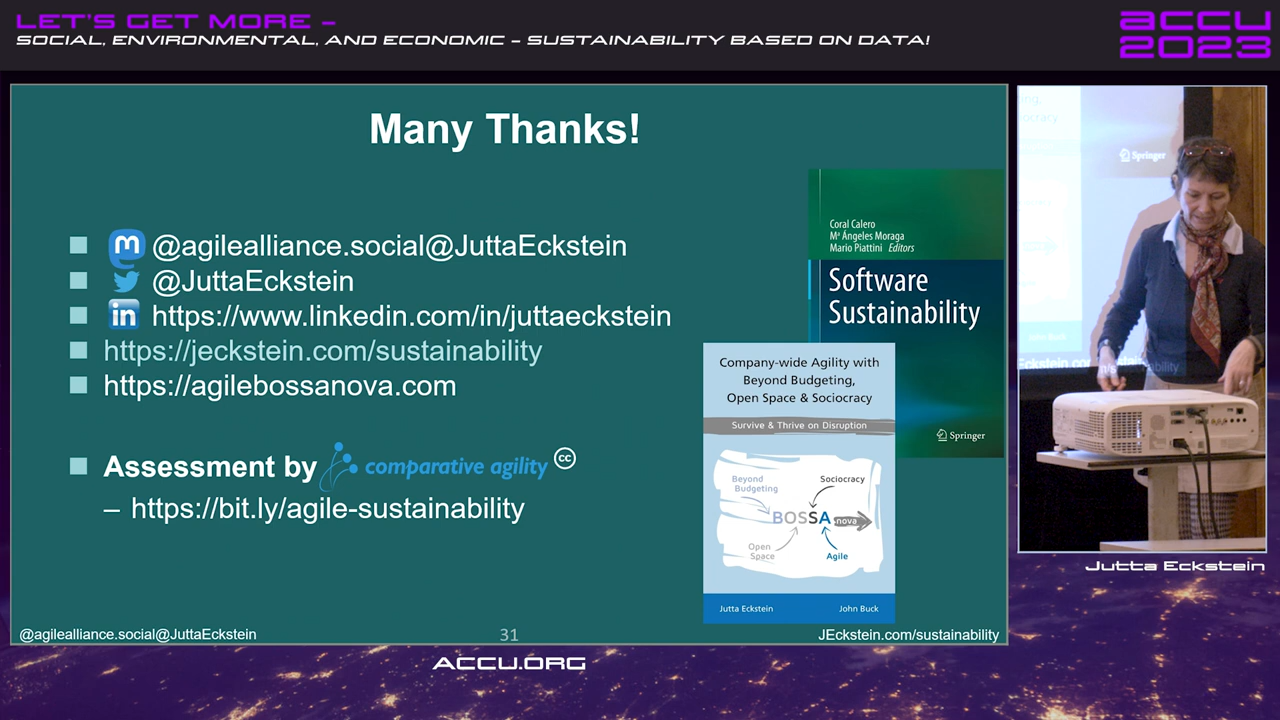 LET'S GET MORE –
SOCIAL, ENVIRONMENTAL, AND ECONOMIC – SUSTAINABILITY BASED ON DATA!
ACCU
2023
Many Thanks!
@agilealliance.social@JuttaEckstein
@JuttaEckstein
in https://www.linkedin.com/in/juttaeckstein
https://jeckstein.com/sustainability
https://agilebossanova.com
Assessment by comparative agility cc
– https://bit.ly/agile-sustainability
Coral Calero
Mª Ángeles Moraga
Mario Piattini Editors
Software
Sustainability
Springer
Company-wide Agility with
Beyond Budgeting,
Open Space & Sociocracy
Survive & Thrive on Disruption
Beyond
Budgeting
Sociocracy
BOSSA nova
Open
Space
Agile
Jutta Eckstein
John Buck
@agilealliance.social@JuttaEckstein
31
JEckstein.com/sustainability
Springer
Jutta Eckstein
ACCU.ORG